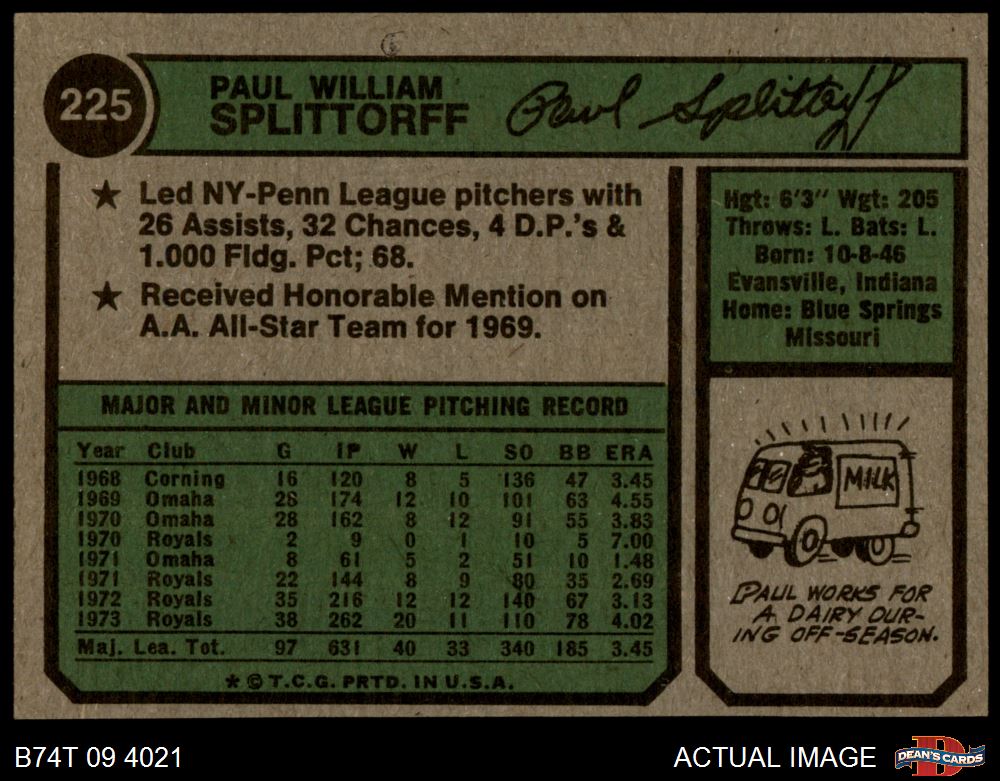 225
PAUL WILLIAM
SPLITTORFF
Paul Splittorff
★ Led NY-Penn League pitchers with
26 Assists, 32 Chances, 4 D.P.'s &
1.000 Fldg. Pct; 68.
★ Received Honorable Mention on
A.A. All-Star Team for 1969.
Hgt: 6'3" Wgt: 205
Throws: L. Bats: L.
Born: 10-8-46
Evansville, Indiana
Home: Blue Springs
Missouri
MAJOR AND MINOR LEAGUE PITCHING RECORD
Year Club G IP W L SO BB ERA
1968 Corning 16 120 8 5 136 47 3.45
1969 Omaha 26 174 12 10 101 63 4.55
1970 Omaha 28 162 8 12 91 55 3.83
1970 Royals 2 9 0 1 10 5 7.00
1971 Omaha 8 61 5 2 51 10 1.48
1971 Royals 22 144 8 9 80 35 2.69
1972 Royals 35 216 12 12 140 67 3.13
1973 Royals 38 262 20 11 110 78 4.02
Maj. Lea. Tot. 97 631 40 33 340 185 3.45
* © T.C.G. PRTD. IN U.S.A.
MILK
PAUL WORKS FOR
A DAIRY DUR-
ING OFF-SEASON.
B74T 09 4021
ACTUAL IMAGE
D
DEAN'S CARDS